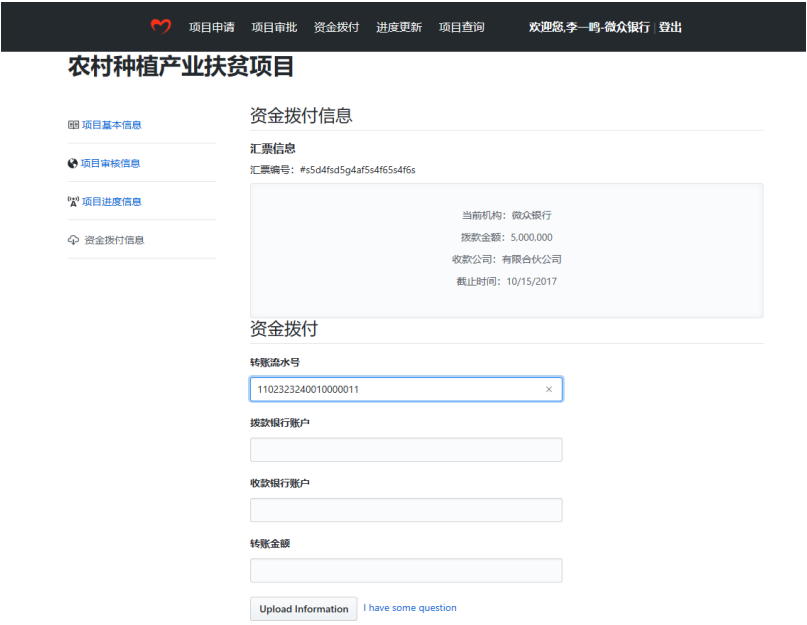 项目申请 项目审批 资金拨付 进度更新 项目查询 欢迎您,李一鸣-微众银行 | 登出
农村种植产业扶贫项目
项目基本信息
项目审核信息
项目进度信息
资金拨付信息
资金拨付信息
汇票信息
汇票编号：#s5d4fsd5g4af5s4f65s4f6s
当前机构：微众银行
拨款金额：5,000,000
收款公司：有限合伙公司
截止时间：10/15/2017
资金拨付
转账流水号
1102323240010000011
拨款银行账户
收款银行账户
转账金额
Upload Information I have some question